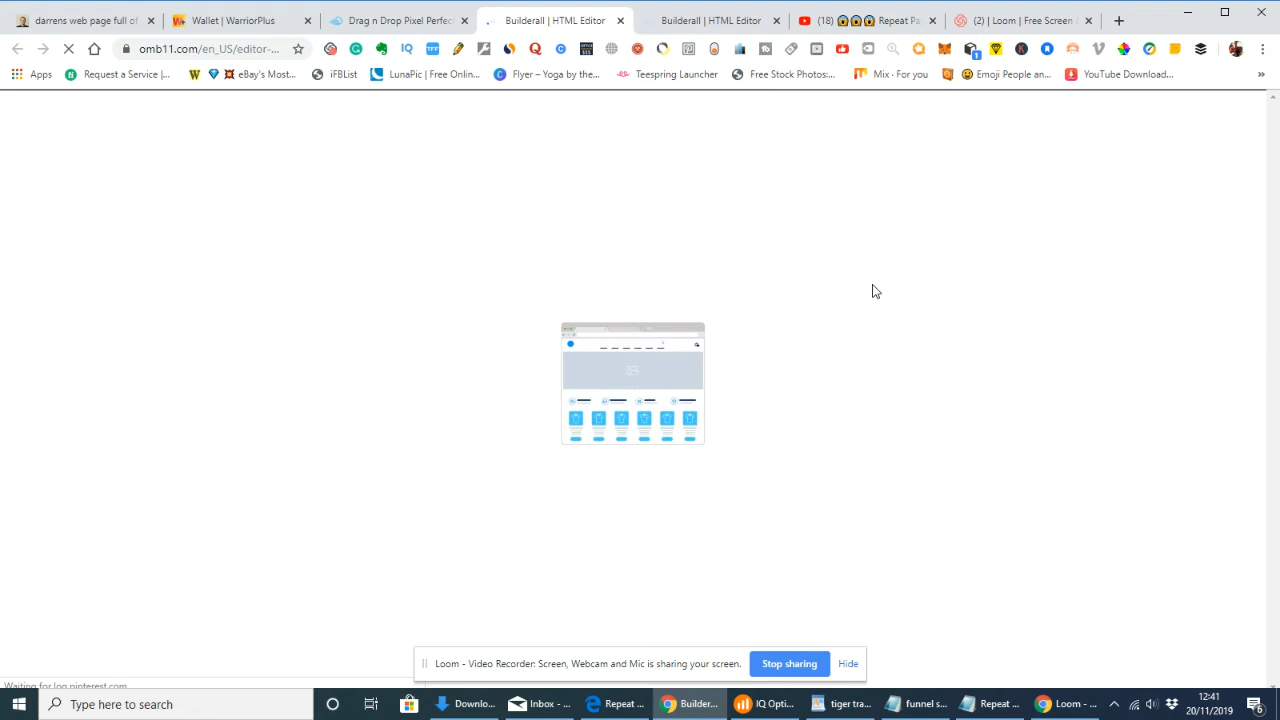 darrens web page full of
Wallet | WarriorPlus
Drag n Drop Pixel Perfect
Builderall | HTML Editor
Builderall | HTML Editor
(18) 😱😱😱 Repeat Pa
(2) | Loom | Free Screen &
omb11.com/en_US/editor-...
Apps
Request a Service |...
eBay's Most...
iFBList
LunaPic | Free Onlin...
Flyer – Yoga by the...
Teespring Launcher
Free Stock Photos:...
Mix · For you
Emoji People an...
YouTube Download...
»
Loom - Video Recorder: Screen, Webcam and Mic is sharing your screen.
Stop sharing
Hide
Waiting for log.pinterest.com
Type here to search
Downlo...
Inbox - ...
Repeat ...
Builder...
IQ Opti...
tiger tra...
funnel s...
Repeat ...
Loom - ...
12:41
20/11/2019